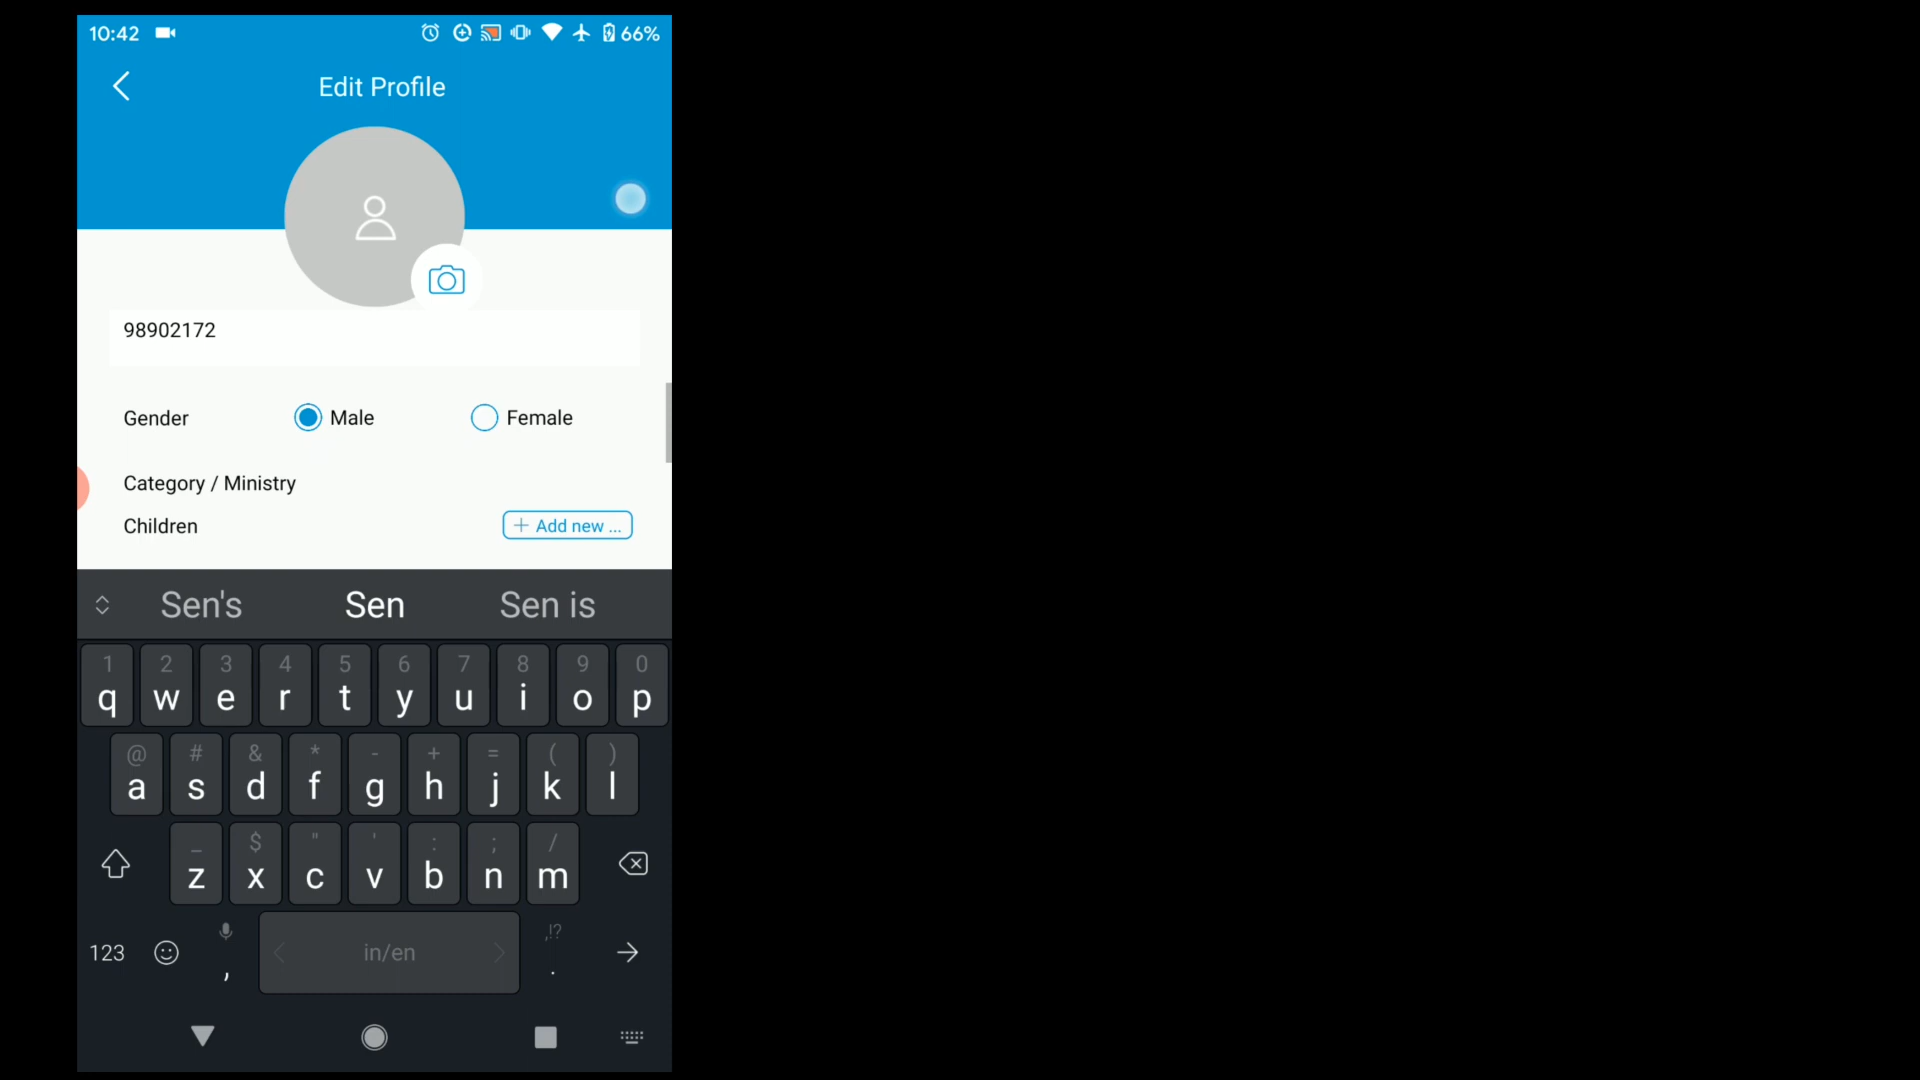 10:42 66%
Edit Profile
98902172
Gender Male Female
Category / Ministry
Children + Add new ...
Sen's Sen Sen is
1 2 3 4 5 6 7 8 9 0
q w e r t y u i o p
@ # & * - + = ( )
a s d f g h j k l
_ $ " ' : ; /
z x c v b n m
,!?
123 , in/en .